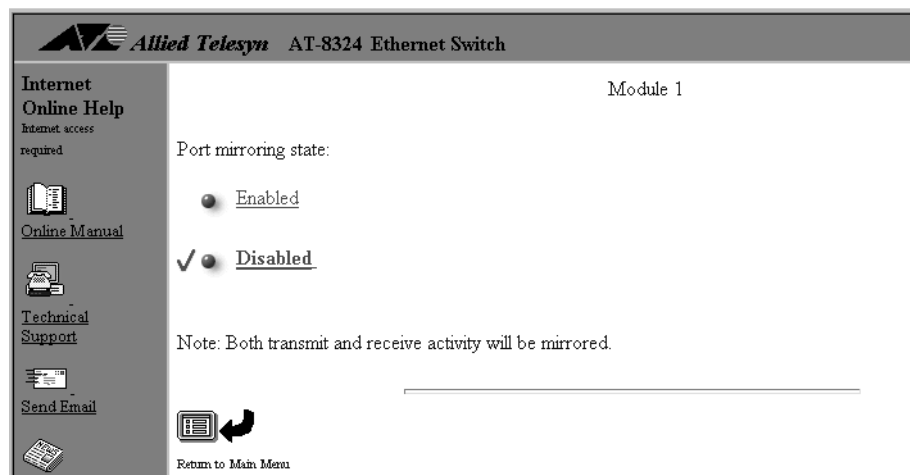 Allied Telesyn AT-8324 Ethernet Switch
Internet
Online Help
Internet access
required
Online Manual
Technical
Support
Send Email
NEWS
Module 1
Port mirroring state:
Enabled
Disabled
Note: Both transmit and receive activity will be mirrored.
Return to Main Menu